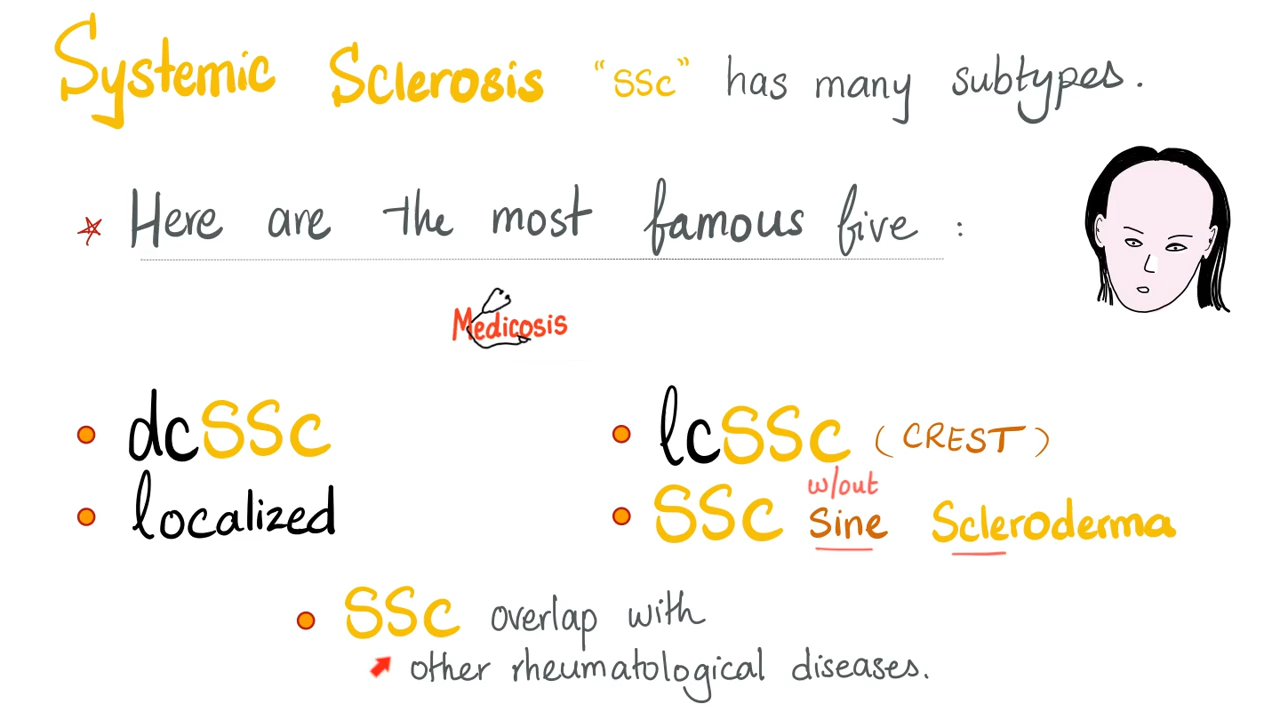 Systemic Sclerosis "SSc" has many subtypes.
* Here are the most famous five :
Medicosis
• dcSSc
• lcSSc (CREST)
• localized
w/out
• SSc Sine Scleroderma
• SSc overlap with
other rheumatological diseases.